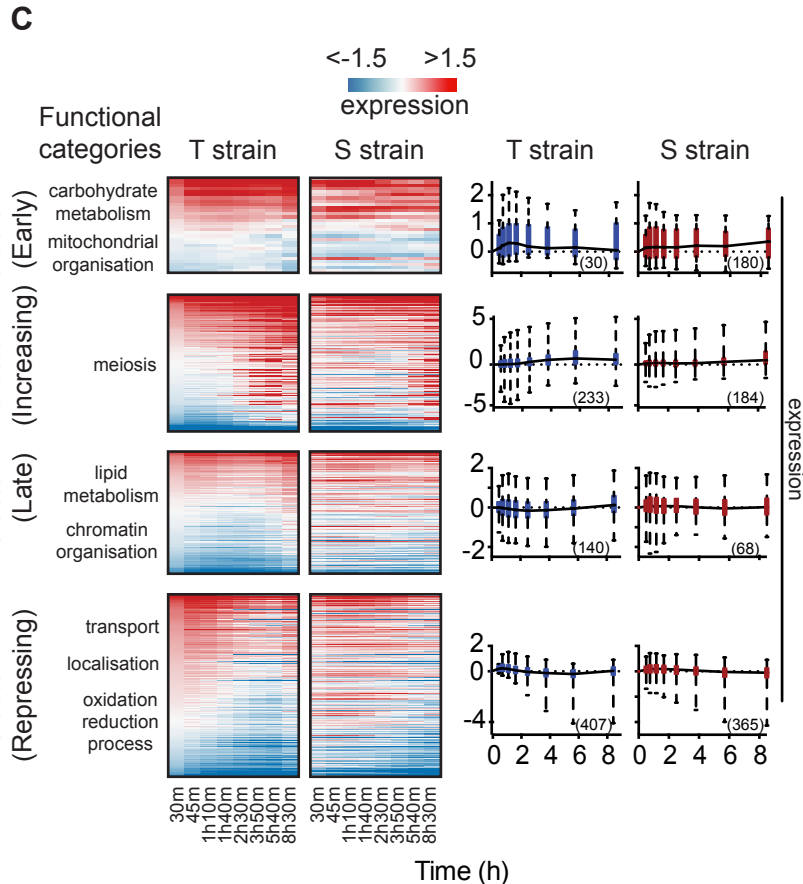 C
<-1.5 >1.5
expression
Functional
categories
T strain
S strain
T strain
S strain
(Early)
carbohydrate
metabolism
mitochondrial
organisation
2
1
0
(30)
(180)
(Increasing)
meiosis
5
0
-5
(233)
(184)
(Late)
lipid
metabolism
chromatin
organisation
2
0
-2
(140)
(68)
(Repressing)
transport
localisation
oxidation
reduction
process
2
0
-4
(407)
(365)
0 2 4 6 8
0 2 4 6 8
expression
30m
45m
1h10m
1h40m
2h30m
3h50m
5h40m
8h30m
30m
45m
1h10m
1h40m
2h30m
3h50m
5h40m
8h30m
Time (h)